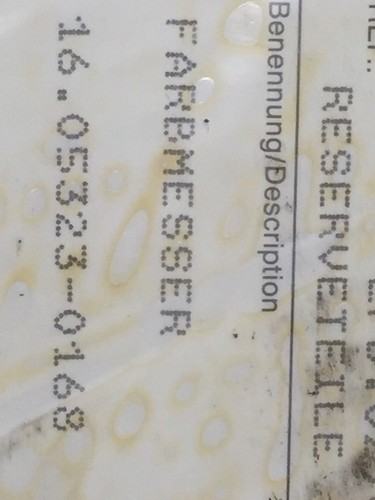 RESERVETEILE
Benennung/Description
FARBMESSER
16.05323-0168